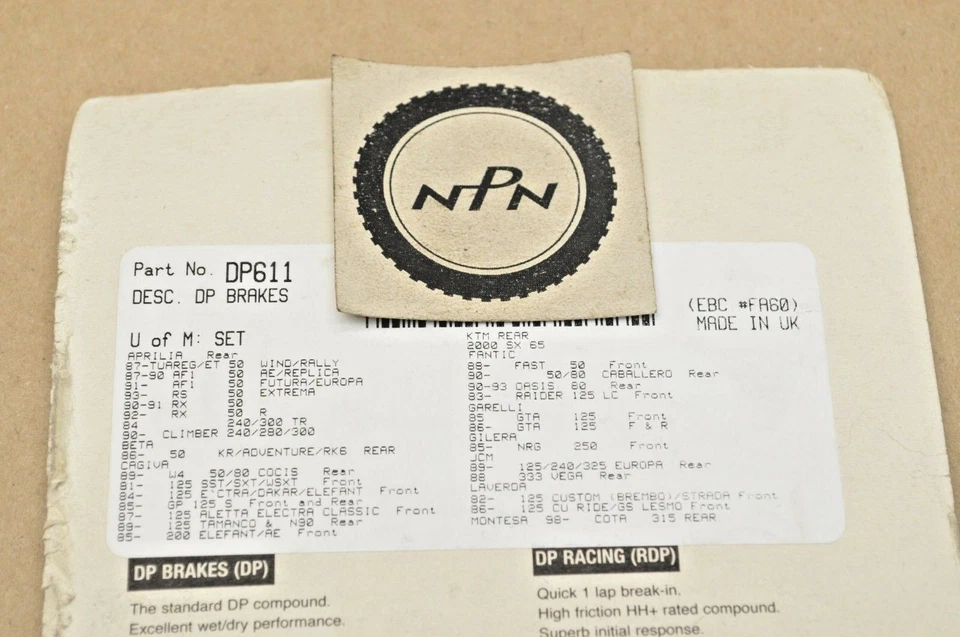 NPN
Part No. DP611
DESC. DP BRAKES
(EBC #FA60)
MADE IN UK
U of M: SET
APRILIA Rear
87-TUAREG/ET 50 WIND/RALLY
87-90 AF1 50 AE/REPLICA
91- AF1 50 FUTURA/EUROPA
93- RS 50 EXTREMA
90-91 RX 50
92- RX 50 R
84 240/300 TR
90- CLIMBER 240/280/300
BETA
86- 50 KR/ADVENTURE/RK6 REAR
CAGIVA
89- W4 50/80 COCIS Rear
81- 125 SST/SXT/WSXT Front
84- 125 E CTRA/DAKAR/ELEFANT Front
85- GP 125 S Front and Rear
87- 125 ALETTA ELECTRA CLASSIC Front
89- 125 TAMANCO & N90 Rear
85- 200 ELEFANT/AE Front
KTM REAR
2000 SX 65
FANTIC
88- FAST 50 Front
90- 50/80 CABALLERO Rear
90-93 OASIS 60 Rear
83- RAIDER 125 LC Front
GARELLI
85 GTA 125 Front
86- GTA 125 F & R
GILERA
85- NRG 250 Front
JCM
89- 125/240/325 EUROPA Rear
88 333 VEGA Rear
LAVERDA
82- 125 CUSTOM (BREMBO)/STRADA Front
86- 125 CU RIDE/GS LESMO Front
MONTESA 98- COTA 315 REAR
DP BRAKES (DP)
The standard DP compound.
Excellent wet/dry performance.
DP RACING (RDP)
Quick 1 lap break-in.
High friction HH+ rated compound.
Superb initial response.